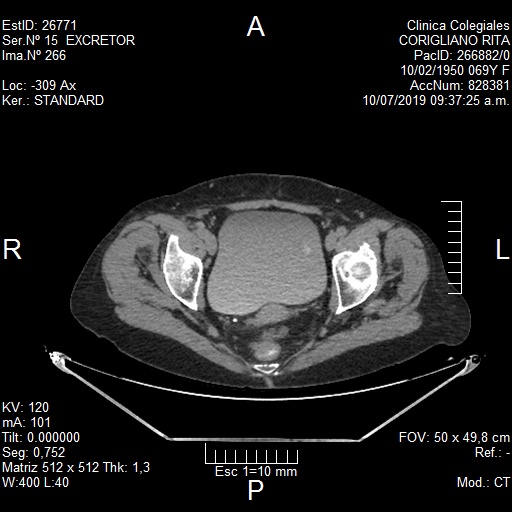 EstID: 26771
Ser.Nº 15 EXCRETOR
Ima.Nº 266
Loc: -309 Ax
Ker.: STANDARD
A
Clinica Colegiales
CORIGLIANO RITA
PacID: 266882/0
10/02/1950 069Y F
AccNum: 828381
10/07/2019 09:37:25 a.m.
R
L
KV: 120
mA: 101
Tilt: 0.000000
Seg: 0,752
Matriz 512 x 512 Thk: 1,3
W:400 L:40
Esc 1=10 mm
P
FOV: 50 x 49,8 cm
Ref.: -
Mod.: CT